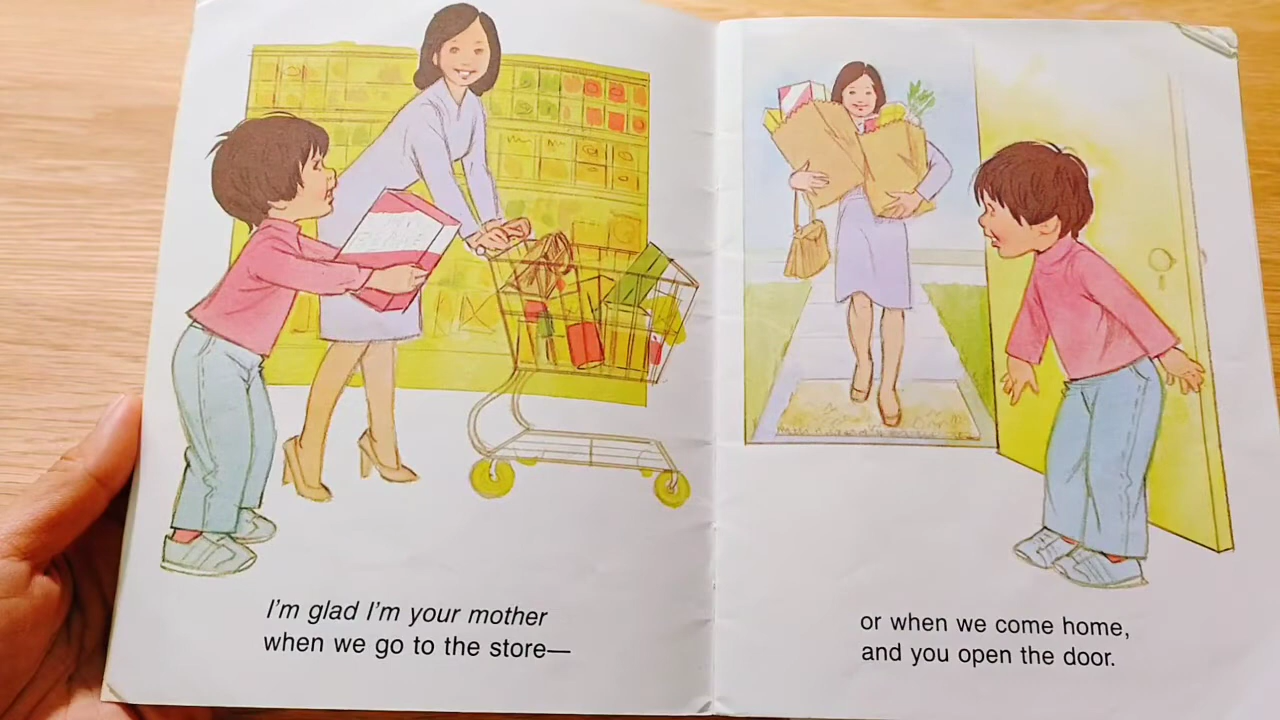 I'm glad I'm your mother
when we go to the store—
or when we come home,
and you open the door.